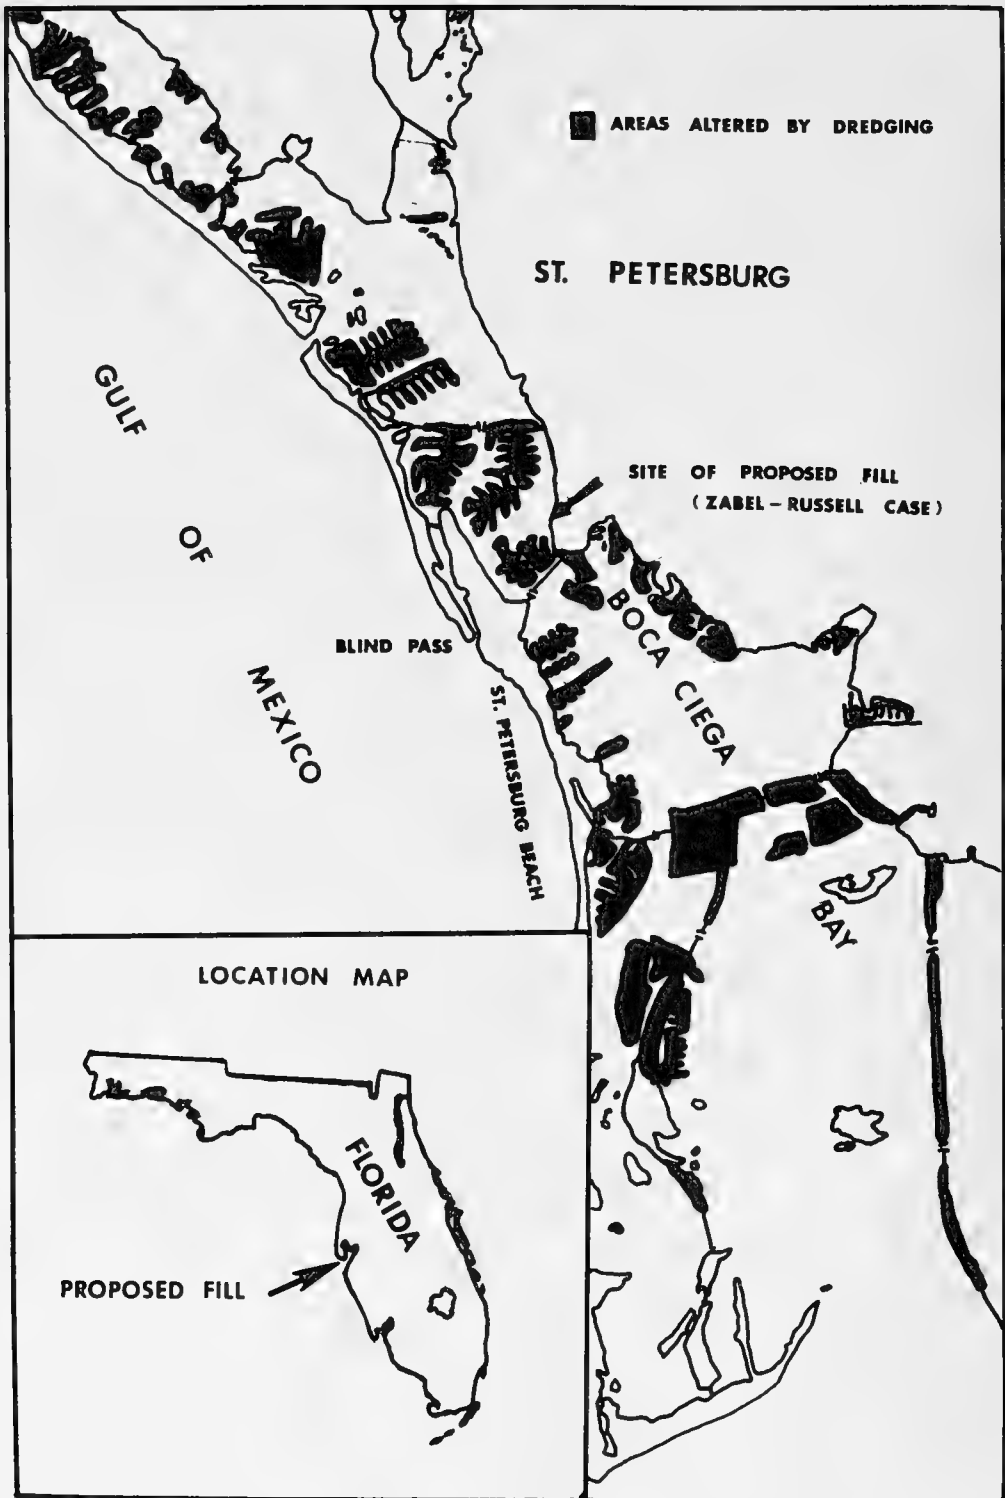 AREAS ALTERED BY DREDGING
ST. PETERSBURG
GULF
OF
MEXICO
SITE OF PROPOSED FILL
(ZABEL-RUSSELL CASE)
BLIND PASS
ST. PETERSBURG BEACH
BOCA
CIEGA
BAY
LOCATION MAP
FLORIDA
PROPOSED FILL